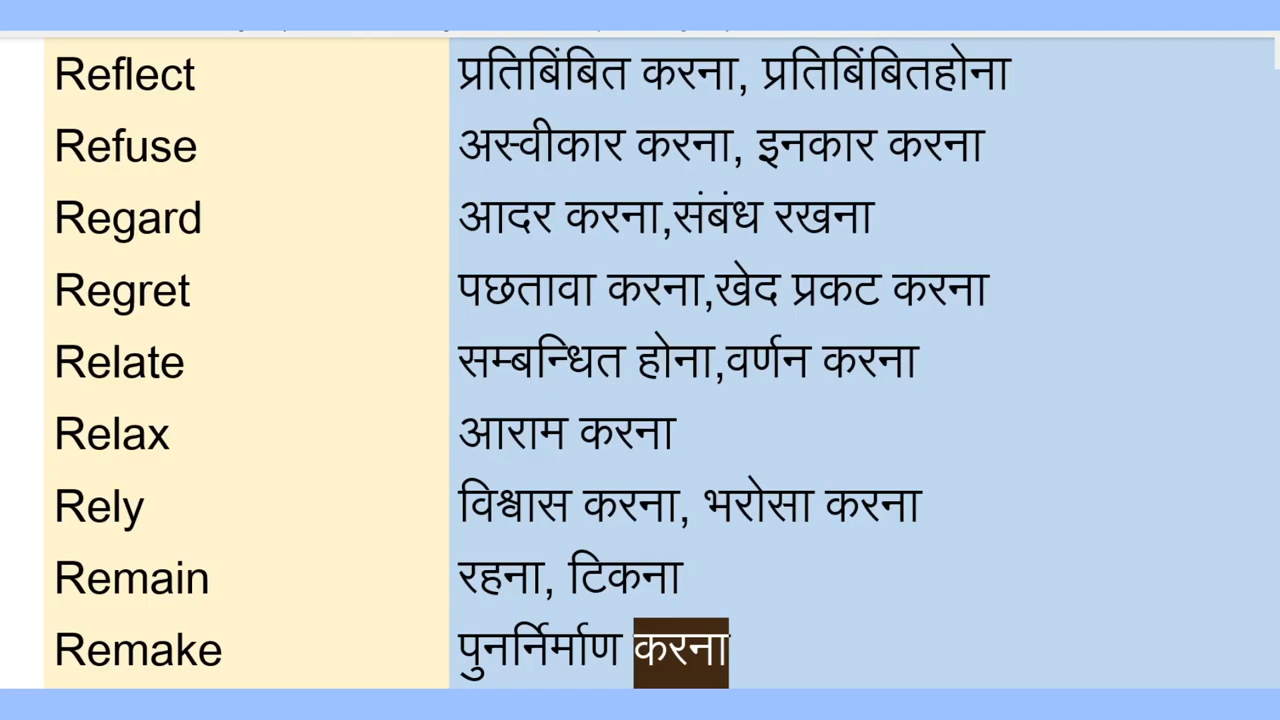 Reflect प्रतिबिंबित करना, प्रतिबिंबितहोना
Refuse अस्वीकार करना, इनकार करना
Regard आदर करना,संबंध रखना
Regret पछतावा करना,खेद प्रकट करना
Relate सम्बन्धित होना,वर्णन करना
Relax आराम करना
Rely विश्वास करना, भरोसा करना
Remain रहना, टिकना
Remake पुनर्निर्माण करना